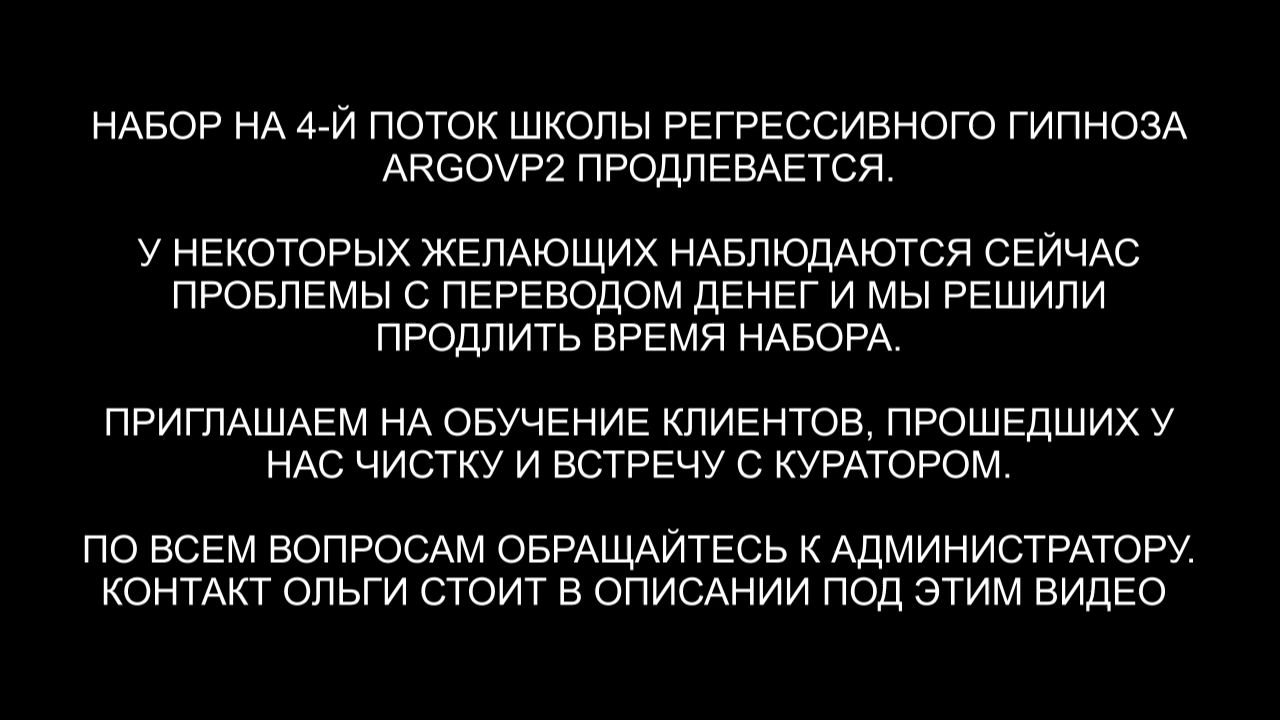 НАБОР НА 4-Й ПОТОК ШКОЛЫ РЕГРЕССИВНОГО ГИПНОЗА
ARGOVP2 ПРОДЛЕВАЕТСЯ.
У НЕКОТОРЫХ ЖЕЛАЮЩИХ НАБЛЮДАЮТСЯ СЕЙЧАС
ПРОБЛЕМЫ С ПЕРЕВОДОМ ДЕНЕГ И МЫ РЕШИЛИ
ПРОДЛИТЬ ВРЕМЯ НАБОРА.
ПРИГЛАШАЕМ НА ОБУЧЕНИЕ КЛИЕНТОВ, ПРОШЕДШИХ У
НАС ЧИСТКУ И ВСТРЕЧУ С КУРАТОРОМ.
ПО ВСЕМ ВОПРОСАМ ОБРАЩАЙТЕСЬ К АДМИНИСТРАТОРУ.
КОНТАКТ ОЛЬГИ СТОИТ В ОПИСАНИИ ПОД ЭТИМ ВИДЕО